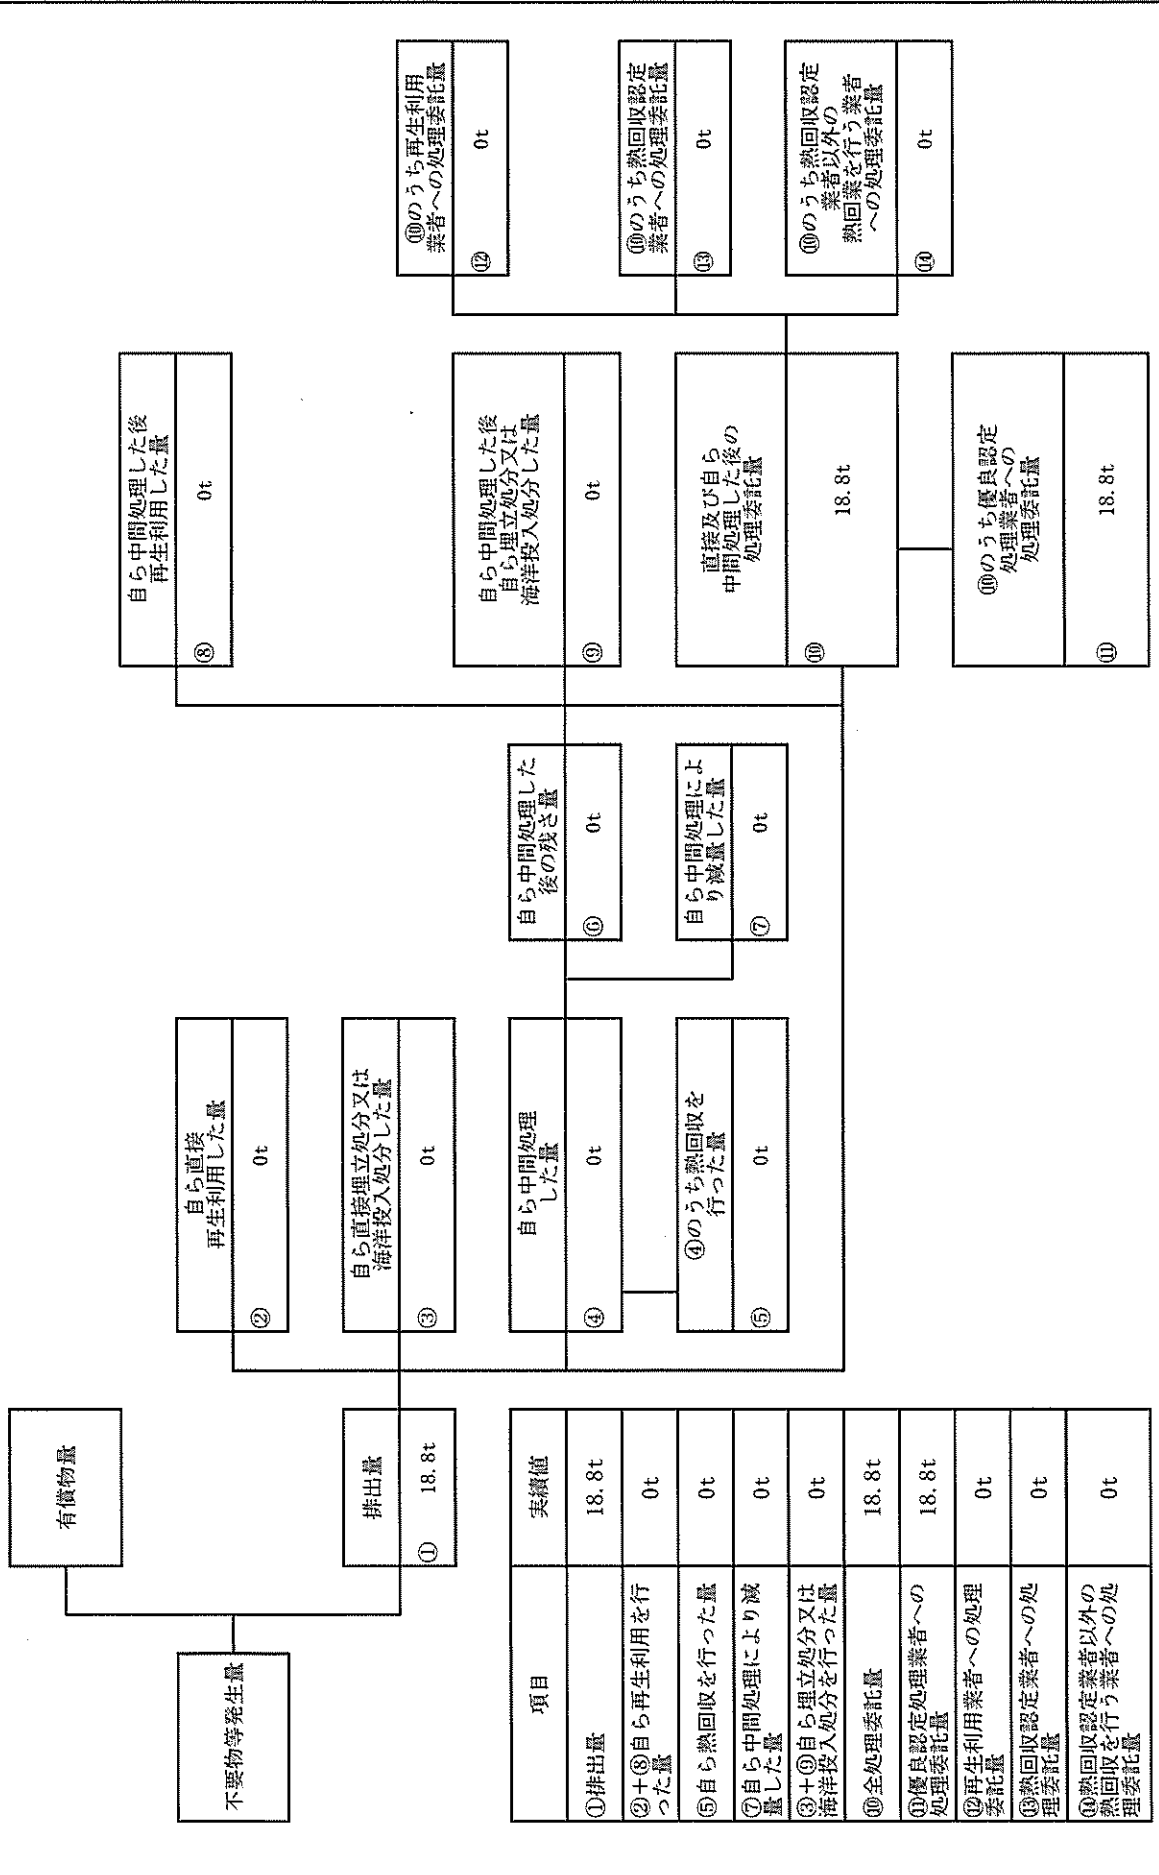 不要物等発生量
有償物量
排出量
① 18.8t
自ら直接
再生利用した量
② 0t
自ら直接埋立処分又は
海洋投入処分した量
③ 0t
自ら中間処理
した量
④ 0t
④のうち熱回収を
行った量
⑤ 0t
自ら中間処理した
後の残さ量
⑥ 0t
自ら中間処理によ
り減量した量
⑦ 0t
自ら中間処理した後
再生利用した量
⑧ 0t
自ら中間処理した後
自ら埋立処分又は
海洋投入処分した量
⑨ 0t
直接及び自ら
中間処理した後の
処理委託量
⑩ 18.8t
⑩のうち優良認定
処理業者への
処理委託量
⑪ 18.8t
⑩のうち再生利用
業者への処理委託量
⑫ 0t
⑩のうち熱回収認定
業者への処理委託量
⑬ 0t
⑩のうち熱回収認定
業者以外の
熱回業を行う業者
への処理委託量
⑭ 0t
項目 実績値
①排出量 18.8t
②+⑧自ら再生利用を行
った量 0t
⑤自ら熱回収を行った量 0t
⑦自ら中間処理により減
量した量 0t
③+⑨自ら埋立処分又は
海洋投入処分を行った量 0t
⑩全処理委託量 18.8t
⑪優良認定処理業者への
処理委託量 18.8t
⑫再生利用業者への処理
委託量 0t
⑬熱回収認定業者への処
理委託量 0t
⑭熱回収認定業者以外の
熱回収を行う業者への処
理委託量 0t